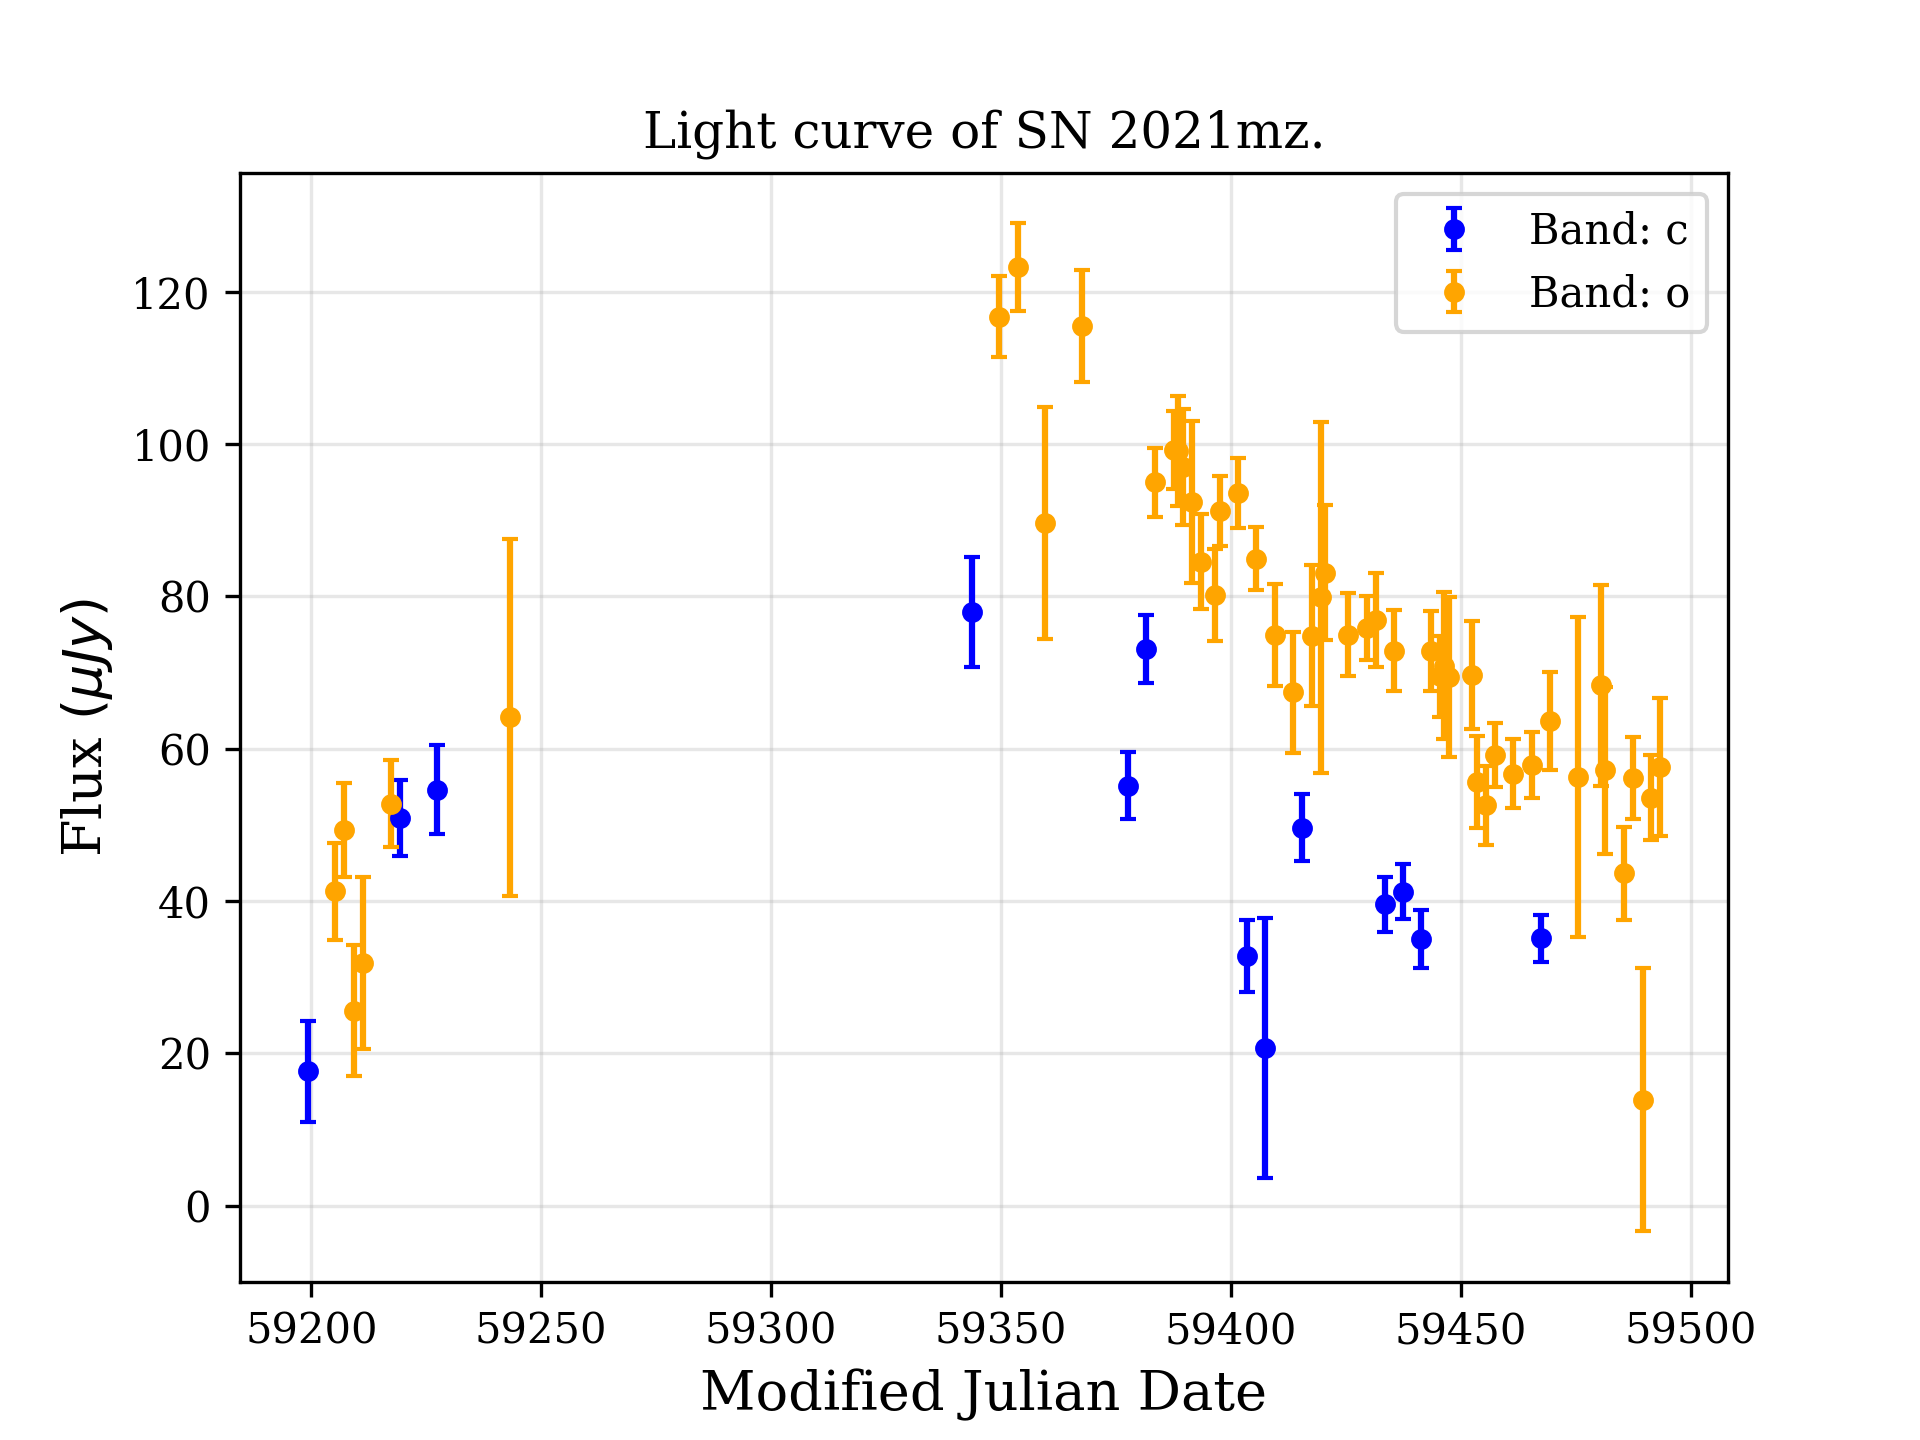 Light curve of SN 2021mz.
Band: c
Band: o
Flux (μJy)
120
100
80
60
40
20
0
59200 59250 59300 59350 59400 59450 59500
Modified Julian Date